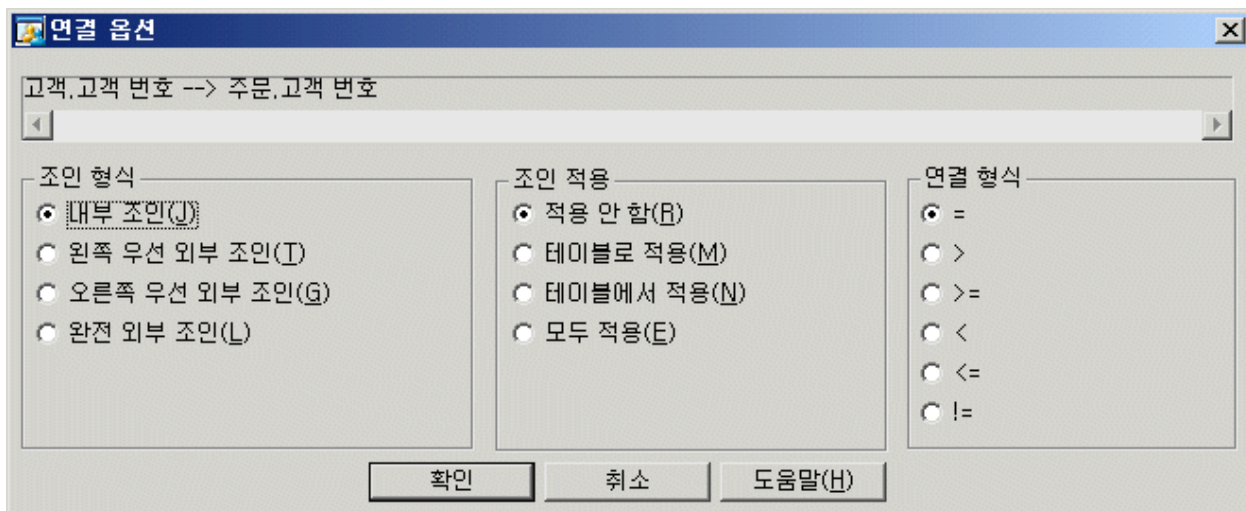 연결 옵션
고객.고객 번호 --> 주문.고객 번호
조인 형식
내부 조인(J)
왼쪽 우선 외부 조인(T)
오른쪽 우선 외부 조인(G)
완전 외부 조인(L)
조인 적용
적용 안 함(R)
테이블로 적용(M)
테이블에서 적용(N)
모두 적용(E)
연결 형식
=
>
>=
<
<=
!=
확인
취소
도움말(H)